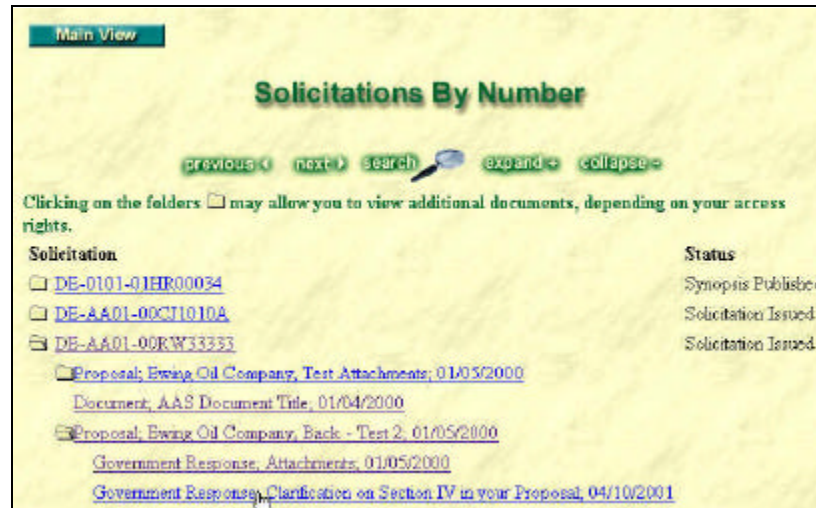 Main View
Solicitations By Number
previous next search expand + collapse -
Clicking on the folders may allow you to view additional documents, depending on your access
rights.
Solicitation Status
DE-0101-01HR00034 Synopsis Publishe
DE-AA01-00CJ1010A Solicitation Issued
DE-AA01-00RW33333 Solicitation Issued
Proposal; Ewing Oil Company, Test Attachments; 01/05/2000
Document; AAS Document Title; 01/04/2000
Proposal; Ewing Oil Company, Back - Test 2; 01/05/2000
Government Response; Attachments; 01/05/2000
Government Response; Clarification on Section IV in your Proposal; 04/10/2001